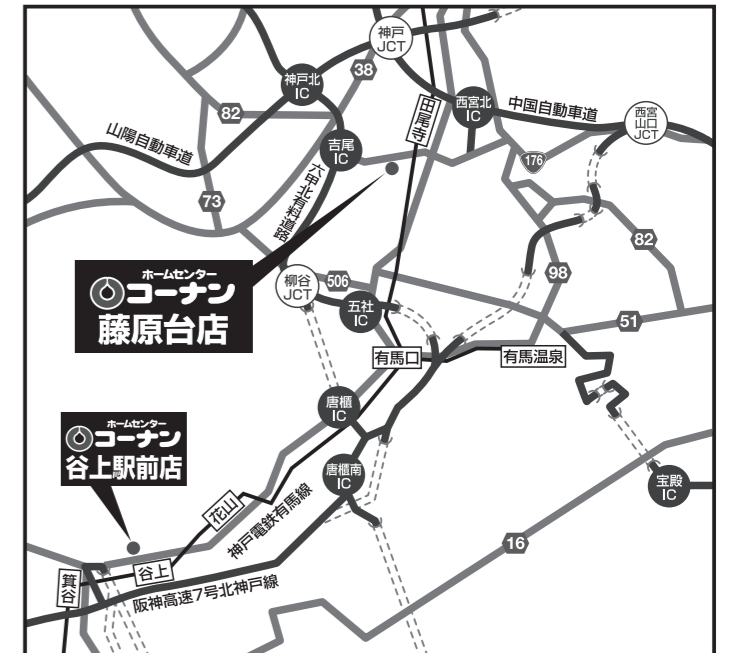 神戸
JCT
神戸北
IC
38
82
山陽自動車道
吉尾
IC
田尾寺
西宮北
IC
中国自動車道
西宮
山口
JCT
176
73
六甲北有料道路
82
98
ホームセンター
コーナン
藤原台店
柳谷
JCT
506
五社
IC
51
有馬口
有馬温泉
唐櫃
IC
ホームセンター
コーナン
谷上駅前店
唐櫃南
IC
宝殿
IC
花山
神戸電鉄有馬線
16
箕谷
谷上
阪神高速7号北神戸線